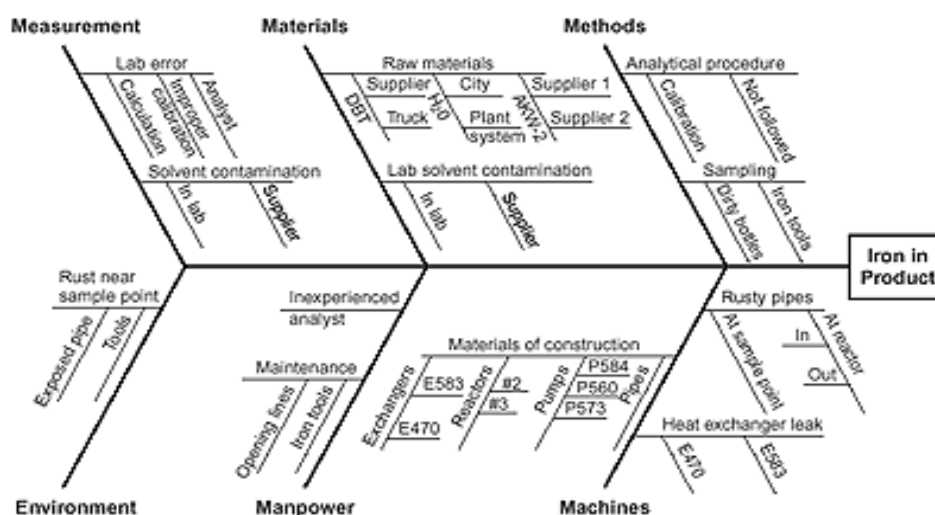 Measurement
Materials
Methods
Lab error
Calculation
Improper
calibration
Analyst
Solvent contamination
In lab
Supplier
Raw materials
DBT
Supplier
Truck
H20
City
Plant
system
AKW-2
Supplier 1
Supplier 2
Lab solvent contamination
In lab
Supplier
Analytical procedure
Calibration
Not followed
Sampling
Dirty bottles
Iron tools
Iron in
Product
Rust near
sample point
Exposed pipe
Tools
Inexperienced
analyst
Maintenance
Opening lines
Iron tools
Materials of construction
Exchangers
E583
E470
Reactors
#2
#3
Pumps
P584
P560
P573
Pipes
Rusty pipes
At sample point
At reactor
In
Out
Heat exchanger leak
E470
E583
Environment
Manpower
Machines